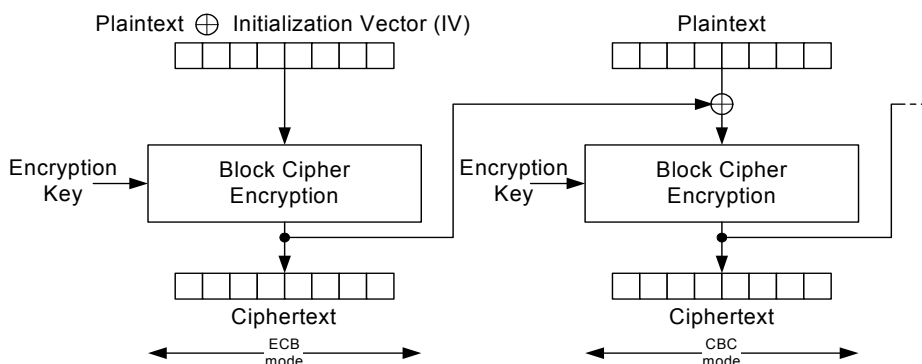 Plaintext ⊕ Initialization Vector (IV)
Plaintext
Encryption
Key
Block Cipher
Encryption
Encryption
Key
Block Cipher
Encryption
Ciphertext
Ciphertext
ECB
mode
CBC
mode